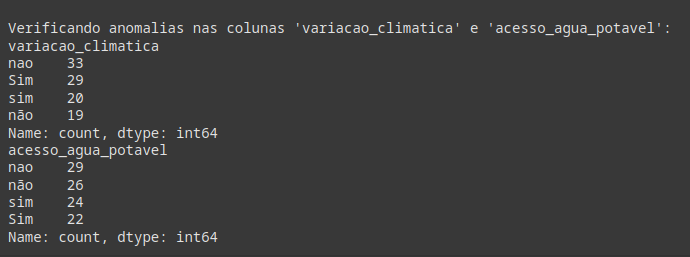 Verificando anomalias nas colunas 'variacao_climatica' e 'acesso_agua_potavel':
variacao_climatica
nao    33
Sim    29
sim    20
não    19
Name: count, dtype: int64
acesso_agua_potavel
nao    29
não    26
sim    24
Sim    22
Name: count, dtype: int64